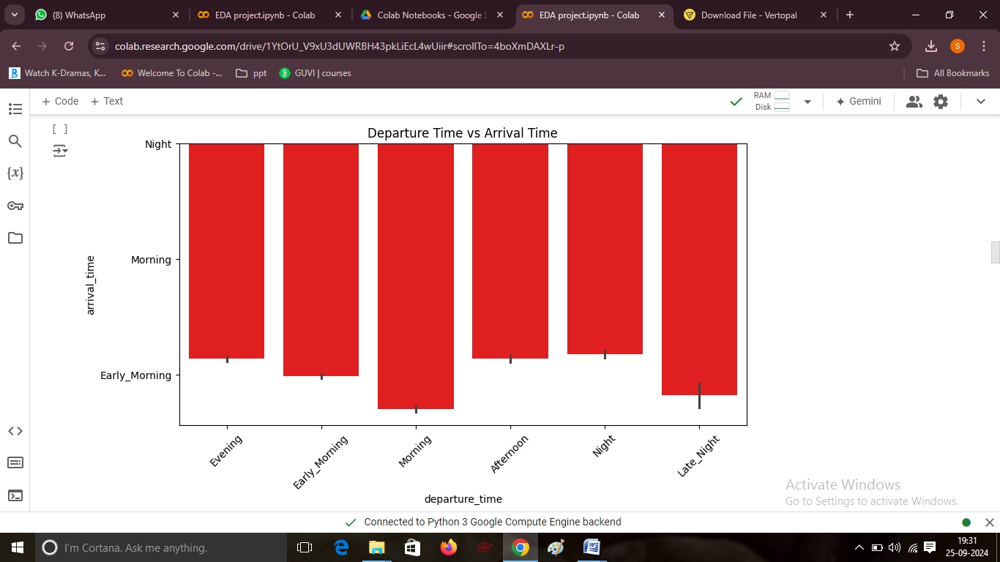 (8) WhatsApp
EDA project.ipynb - Colab
Colab Notebooks - Google D
EDA project.ipynb - Colab
Download File - Vertopal
colab.research.google.com/drive/1YtOrU_V9xU3dUWRBH43pkLiEcL4wUiir#scrollTo=4boXmDAXLr-p
S
R Watch K-Dramas, K...
Welcome To Colab -...
ppt
GUVI | courses
All Bookmarks
+ Code + Text
RAM
Disk
Gemini
[ ]
{x}
Departure Time vs Arrival Time
Night
Morning
Early_Morning
arrival_time
Evening
Early_Morning
Morning
Afternoon
Night
Late_Night
departure_time
Activate Windows
Go to Settings to activate Windows.
Connected to Python 3 Google Compute Engine backend
I'm Cortana. Ask me anything.
19:31
25-09-2024